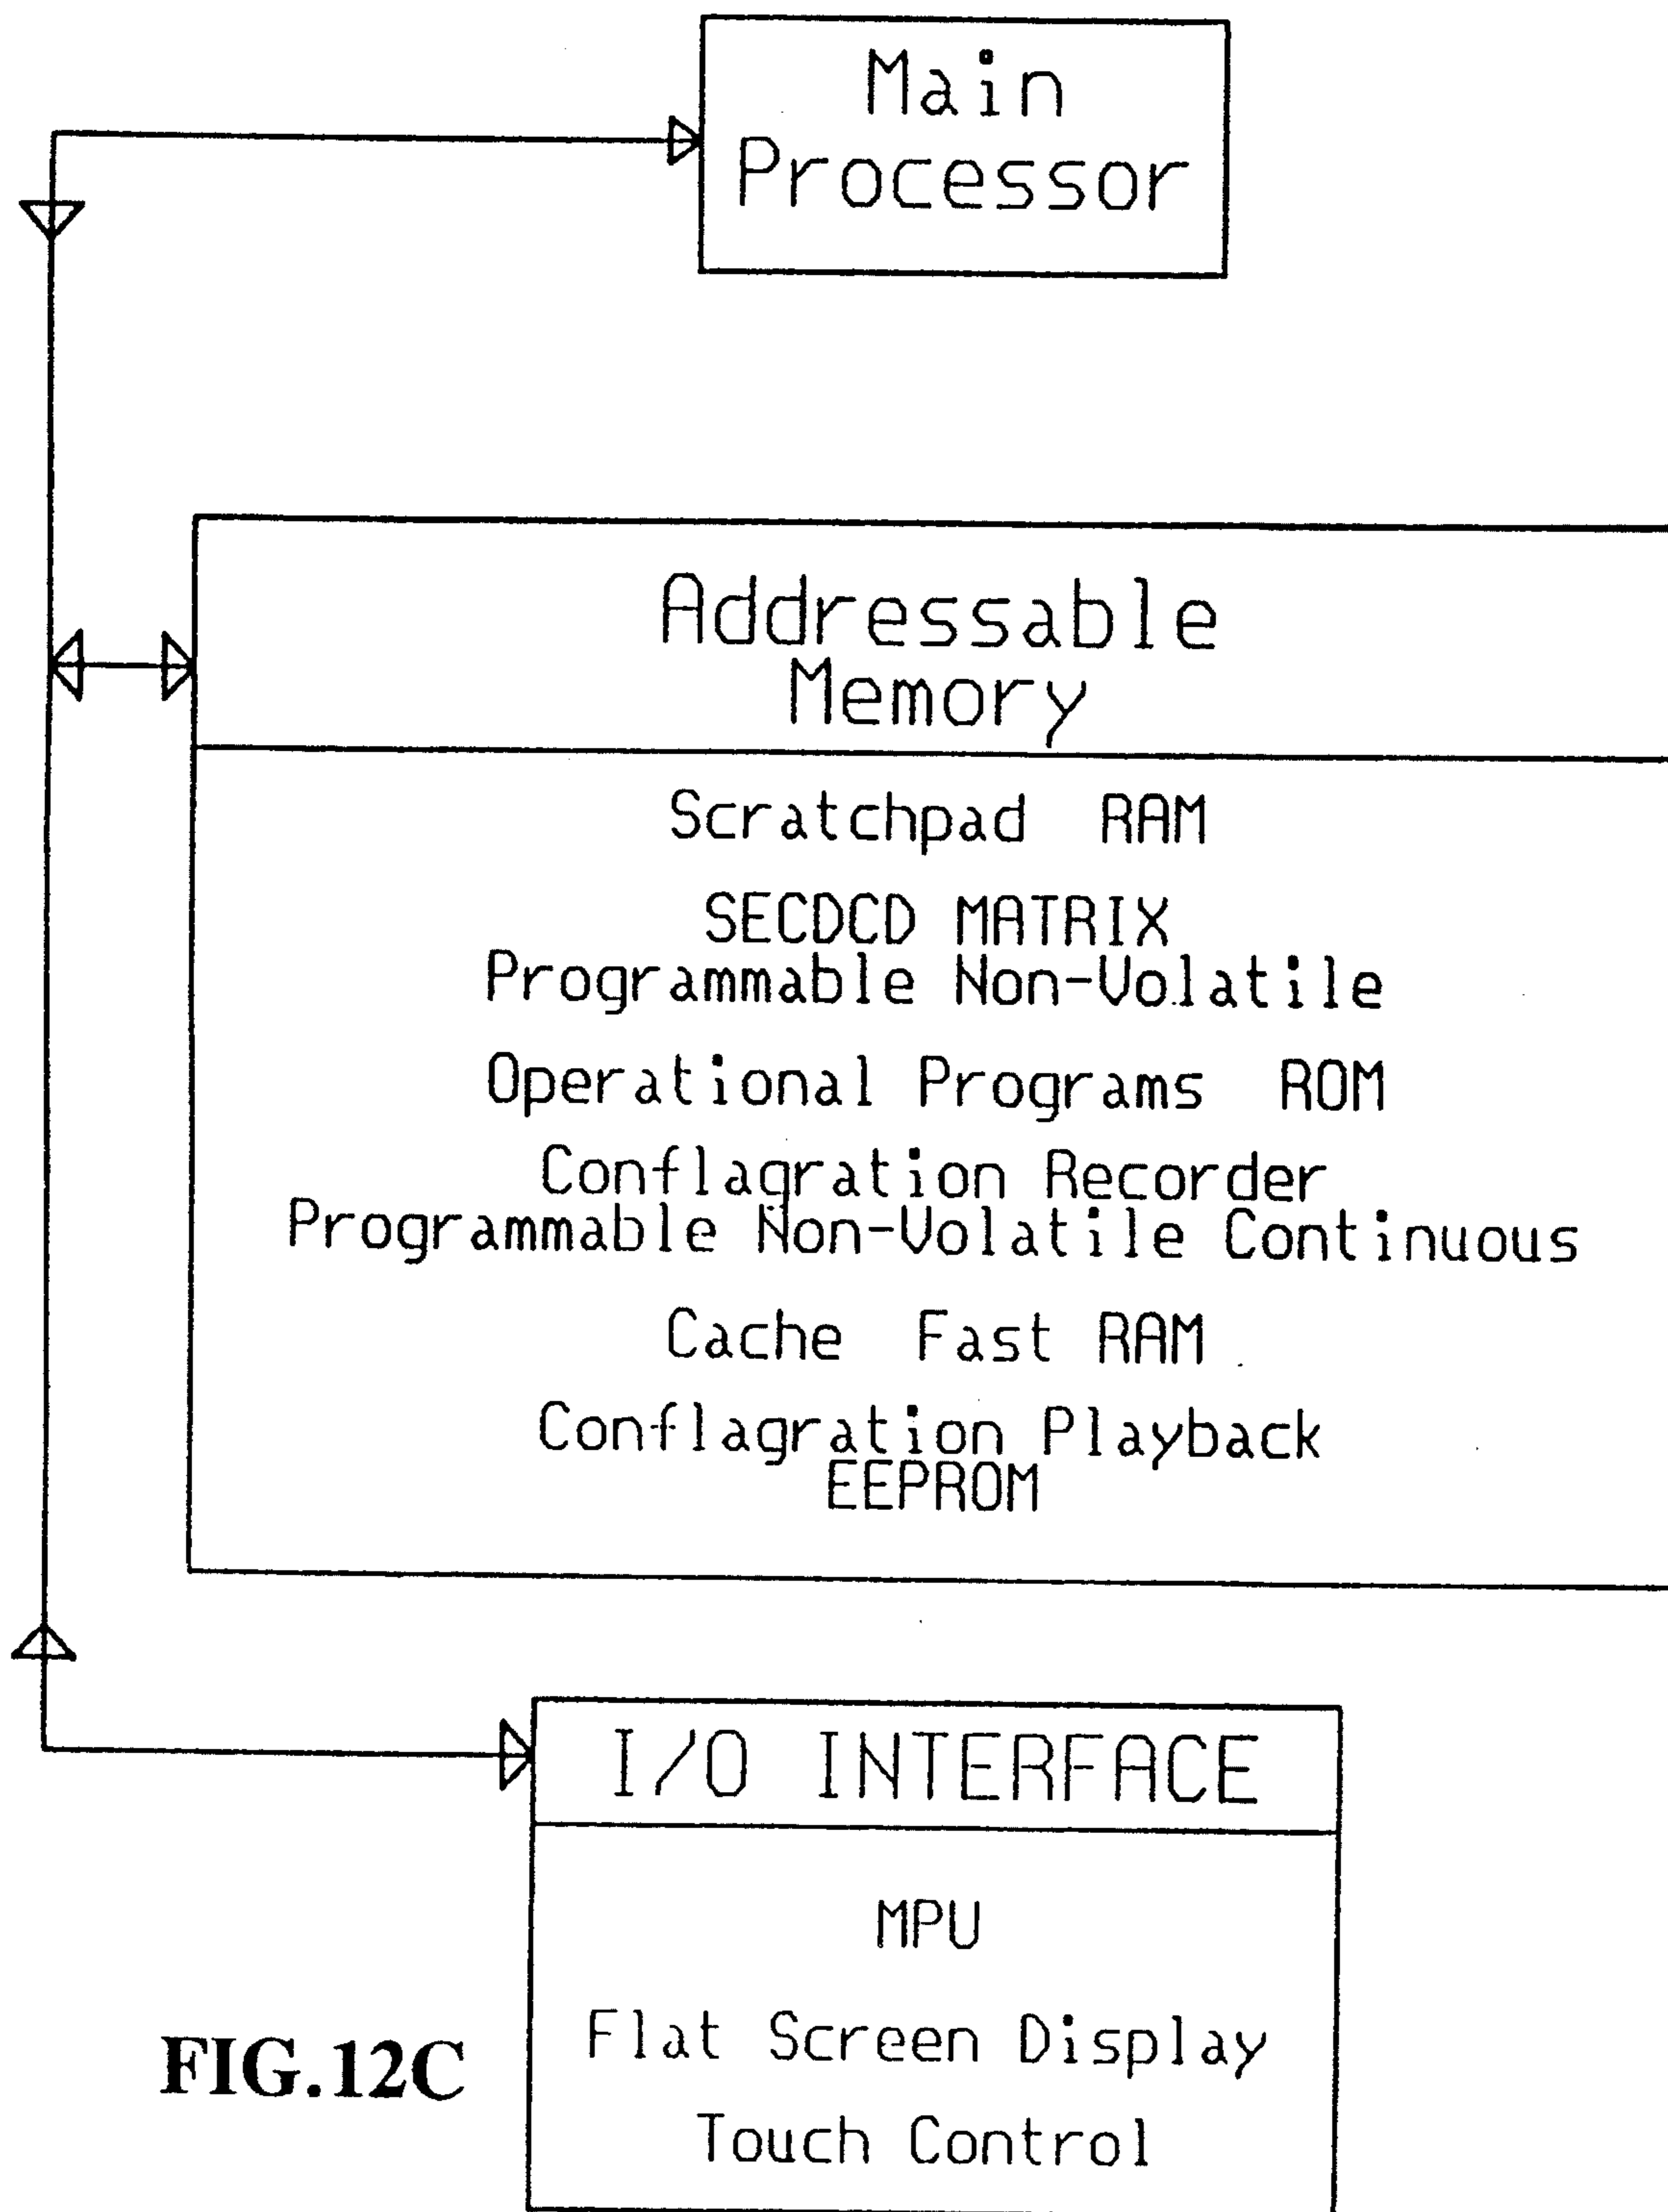 Main
Processor
Addressable
Memory
Scratchpad RAM
SECDCD MATRIX
Programmable Non-Volatile
Operational Programs ROM
Conflagration Recorder
Programmable Non-Volatile Continuous
Cache Fast RAM
Conflagration Playback
EEPROM
I/O INTERFACE
MPU
Flat Screen Display
Touch Control
FIG.12C